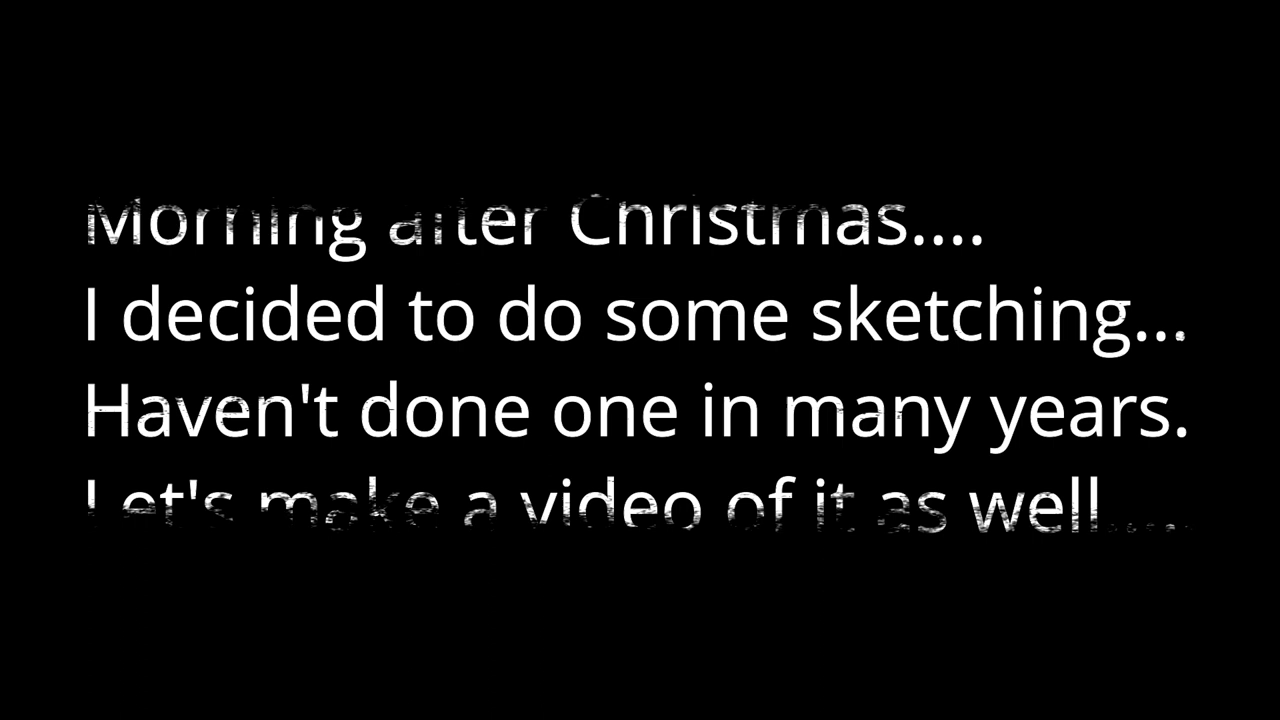 Morning after Christmas....
I decided to do some sketching...
Haven't done one in many years.
Let's make a video of it as well.....